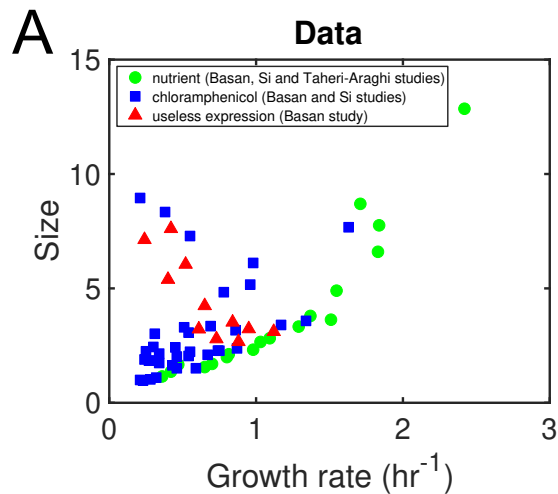 A
Data
nutrient (Basan, Si and Taheri-Araghi studies)
chloramphenicol (Basan and Si studies)
useless expression (Basan study)
15
10
5
0
Size
0 1 2 3
Growth rate (hr⁻¹)